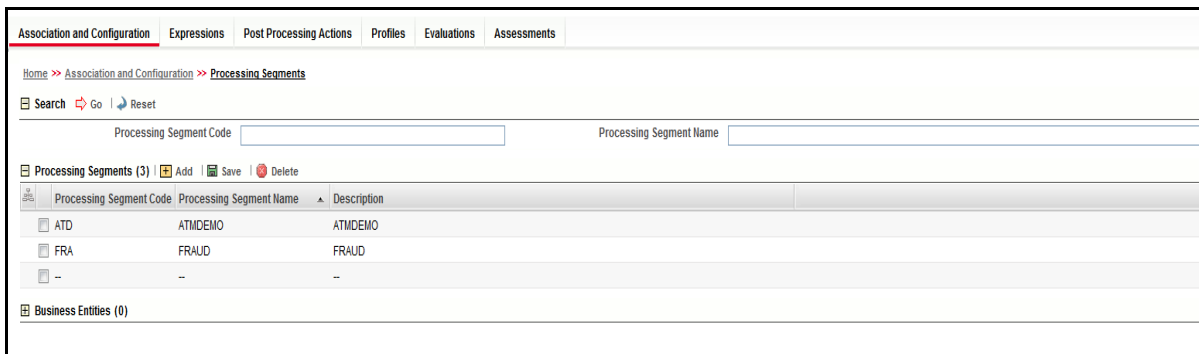 Association and Configuration Expressions Post Processing Actions Profiles Evaluations Assessments
Home >> Association and Configuration >> Processing Segments
Search Go | Reset
Processing Segment Code Processing Segment Name
Processing Segments (3) | Add | Save | Delete
Processing Segment Code Processing Segment Name Description
ATD ATMDEMO ATMDEMO
FRA FRAUD FRAUD
-- -- --
Business Entities (0)